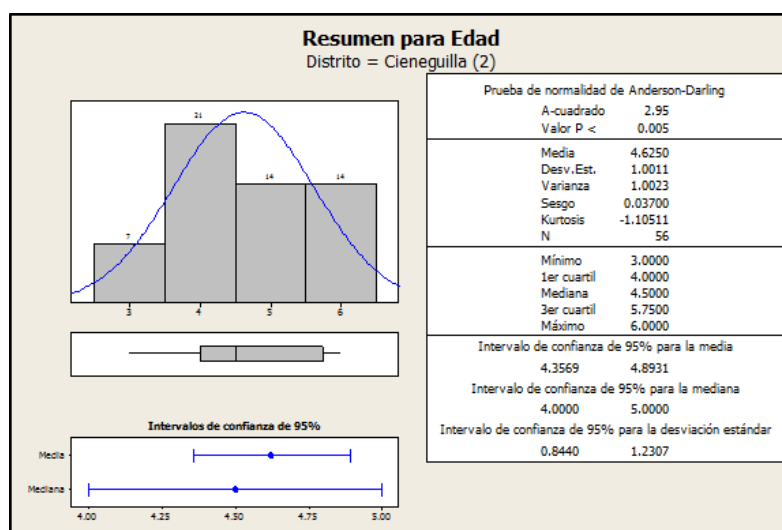 Resumen para Edad
Distrito = Cieneguilla (2)
7
21
14
14
3
4
5
6
Intervalos de confianza de 95%
Media
Mediana
4.00
4.25
4.50
4.75
5.00
Prueba de normalidad de Anderson-Darling
A-cuadrado 2.95
Valor P < 0.005
Media 4.6250
Desv.Est. 1.0011
Varianza 1.0023
Sesgo 0.03700
Kurtosis -1.10511
N 56
Mínimo 3.0000
1er cuartil 4.0000
Mediana 4.5000
3er cuartil 5.7500
Máximo 6.0000
Intervalo de confianza de 95% para la media
4.3569 4.8931
Intervalo de confianza de 95% para la mediana
4.0000 5.0000
Intervalo de confianza de 95% para la desviación estándar
0.8440 1.2307